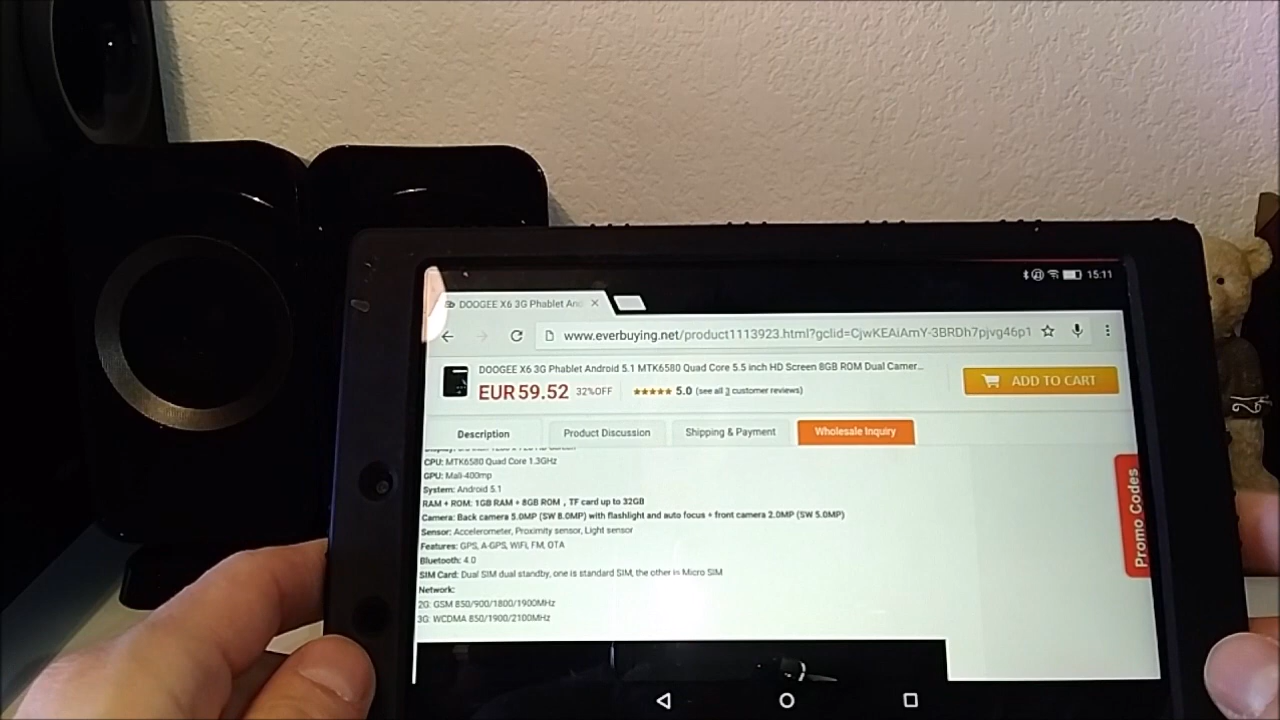 15:11
DOOGEE X6 3G Phablet And
www.everbuying.net/product1113923.html?gclid=CjwKEAiAmY-3BRDh7pjvg46p1
DOOGEE X6 3G Phablet Android 5.1 MTK6580 Quad Core 5.5 inch HD Screen 8GB ROM Dual Camer...
EUR 59.52 32%OFF 5.0 (see all 3 customer reviews)
ADD TO CART
Description Product Discussion Shipping & Payment Wholesale Inquiry
CPU: MTK6580 Quad Core 1.3GHz
GPU: Mali-400mp
System: Android 5.1
RAM + ROM: 1GB RAM + 8GB ROM , TF card up to 32GB
Camera: Back camera 5.0MP (SW 8.0MP) with flashlight and auto focus + front camera 2.0MP (SW 5.0MP)
Sensor: Accelerometer, Proximity sensor, Light sensor
Features: GPS, A-GPS, WiFi, FM, OTA
Bluetooth: 4.0
SIM Card: Dual SIM dual standby, one is standard SIM, the other is Micro SIM
Network:
2G: GSM 850/900/1800/1900MHz
3G: WCDMA 850/1900/2100MHz
Promo Codes